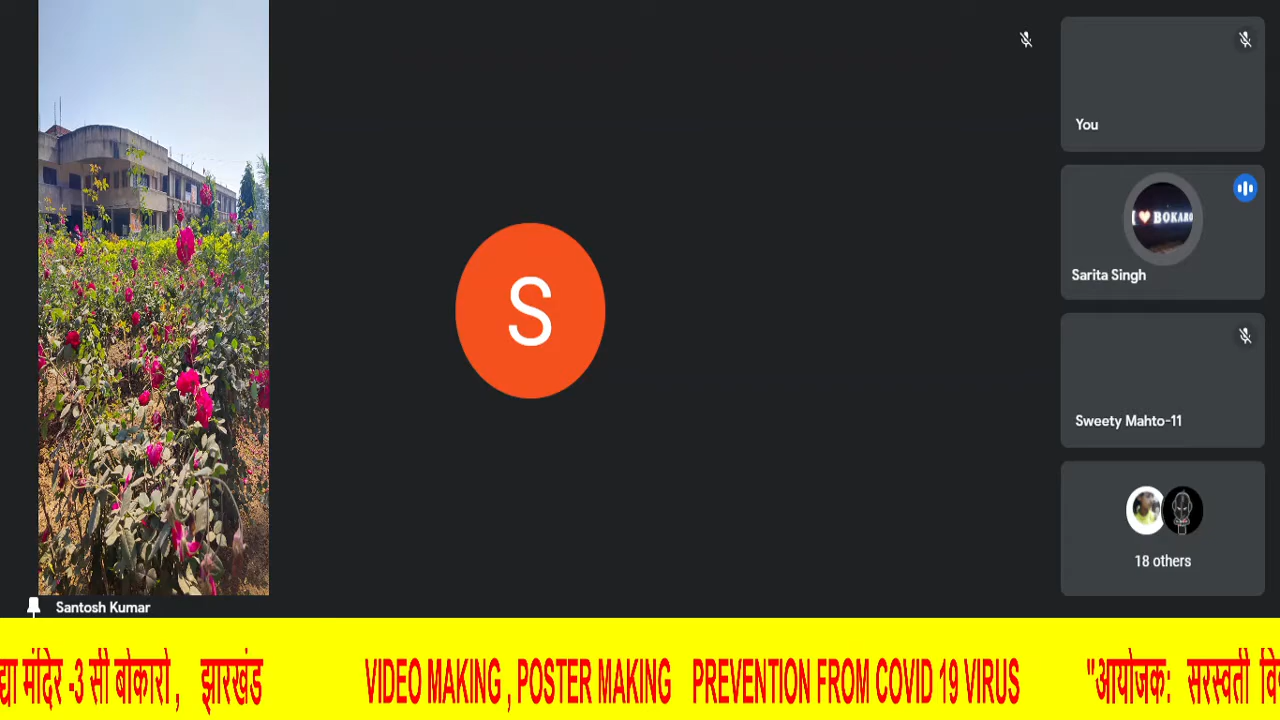 You
I ❤ BOKARO
Sarita Singh
S
Sweety Mahto-11
18 others
Santosh Kumar
मंदिर -3 सी बोकारो , झारखंड VIDEO MAKING , POSTER MAKING PREVENTION FROM COVID 19 VIRUS "आयोजक: सरस्वती